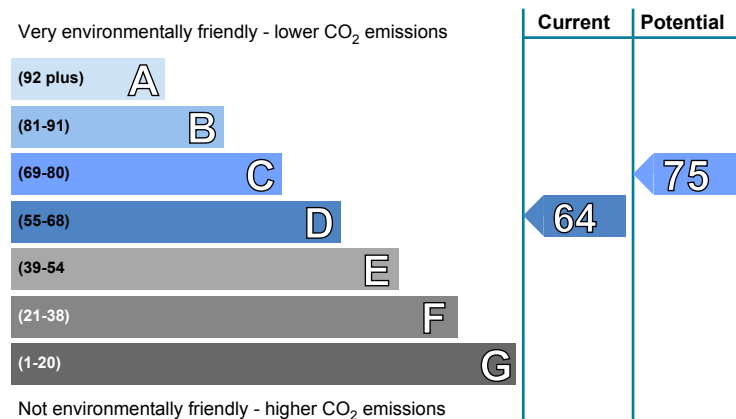 Very environmentally friendly - lower CO₂ emissions
Current
Potential
(92 plus) A
(81-91) B
(69-80) C
75
(55-68) D
64
(39-54 E
(21-38) F
(1-20) G
Not environmentally friendly - higher CO₂ emissions